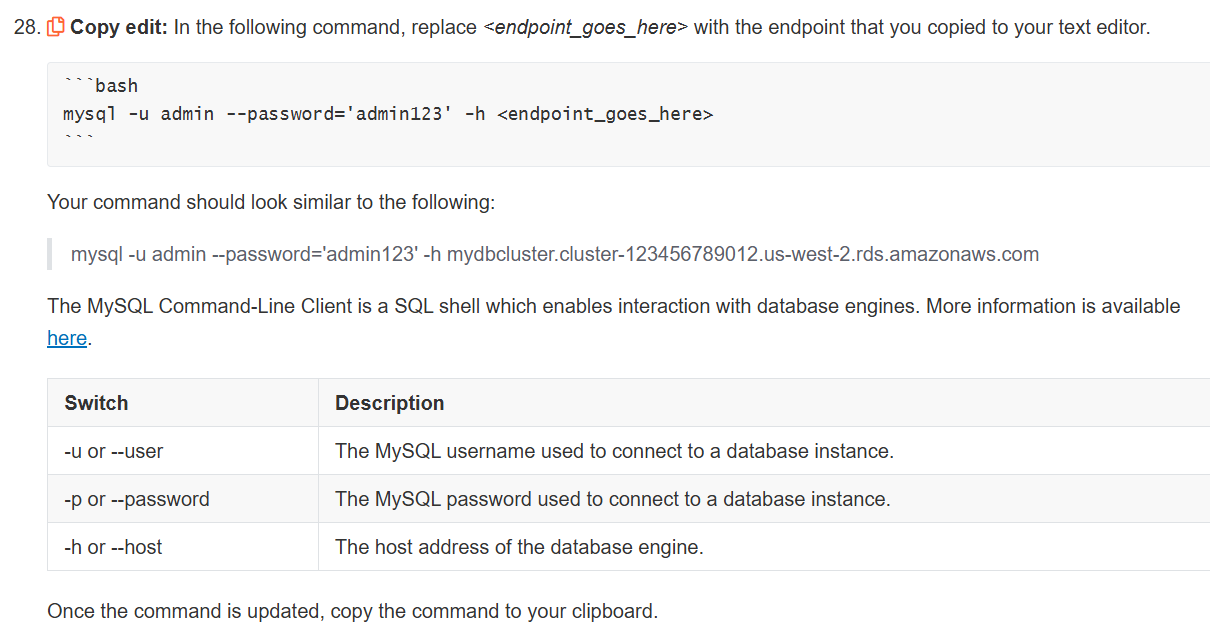 28. Copy edit: In the following command, replace <endpoint_goes_here> with the endpoint that you copied to your text editor.
```bash
mysql -u admin --password='admin123' -h <endpoint_goes_here>
```
Your command should look similar to the following:
mysql -u admin --password='admin123' -h mydbcluster.cluster-123456789012.us-west-2.rds.amazonaws.com
The MySQL Command-Line Client is a SQL shell which enables interaction with database engines. More information is available
here.
Switch Description
-u or --user The MySQL username used to connect to a database instance.
-p or --password The MySQL password used to connect to a database instance.
-h or --host The host address of the database engine.
Once the command is updated, copy the command to your clipboard.